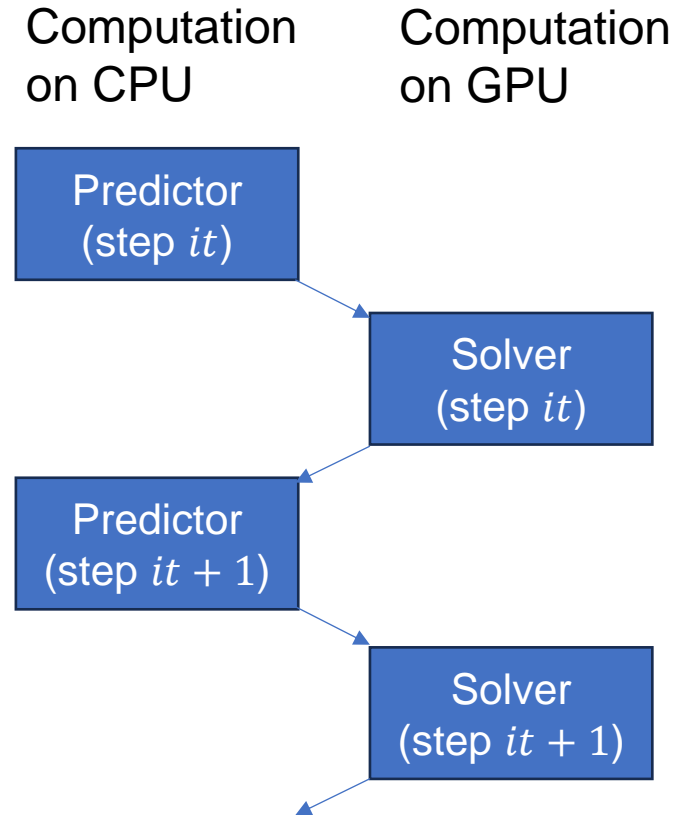 Computation
on CPU
Computation
on GPU
Predictor
(step it)
Solver
(step it)
Predictor
(step it + 1)
Solver
(step it + 1)